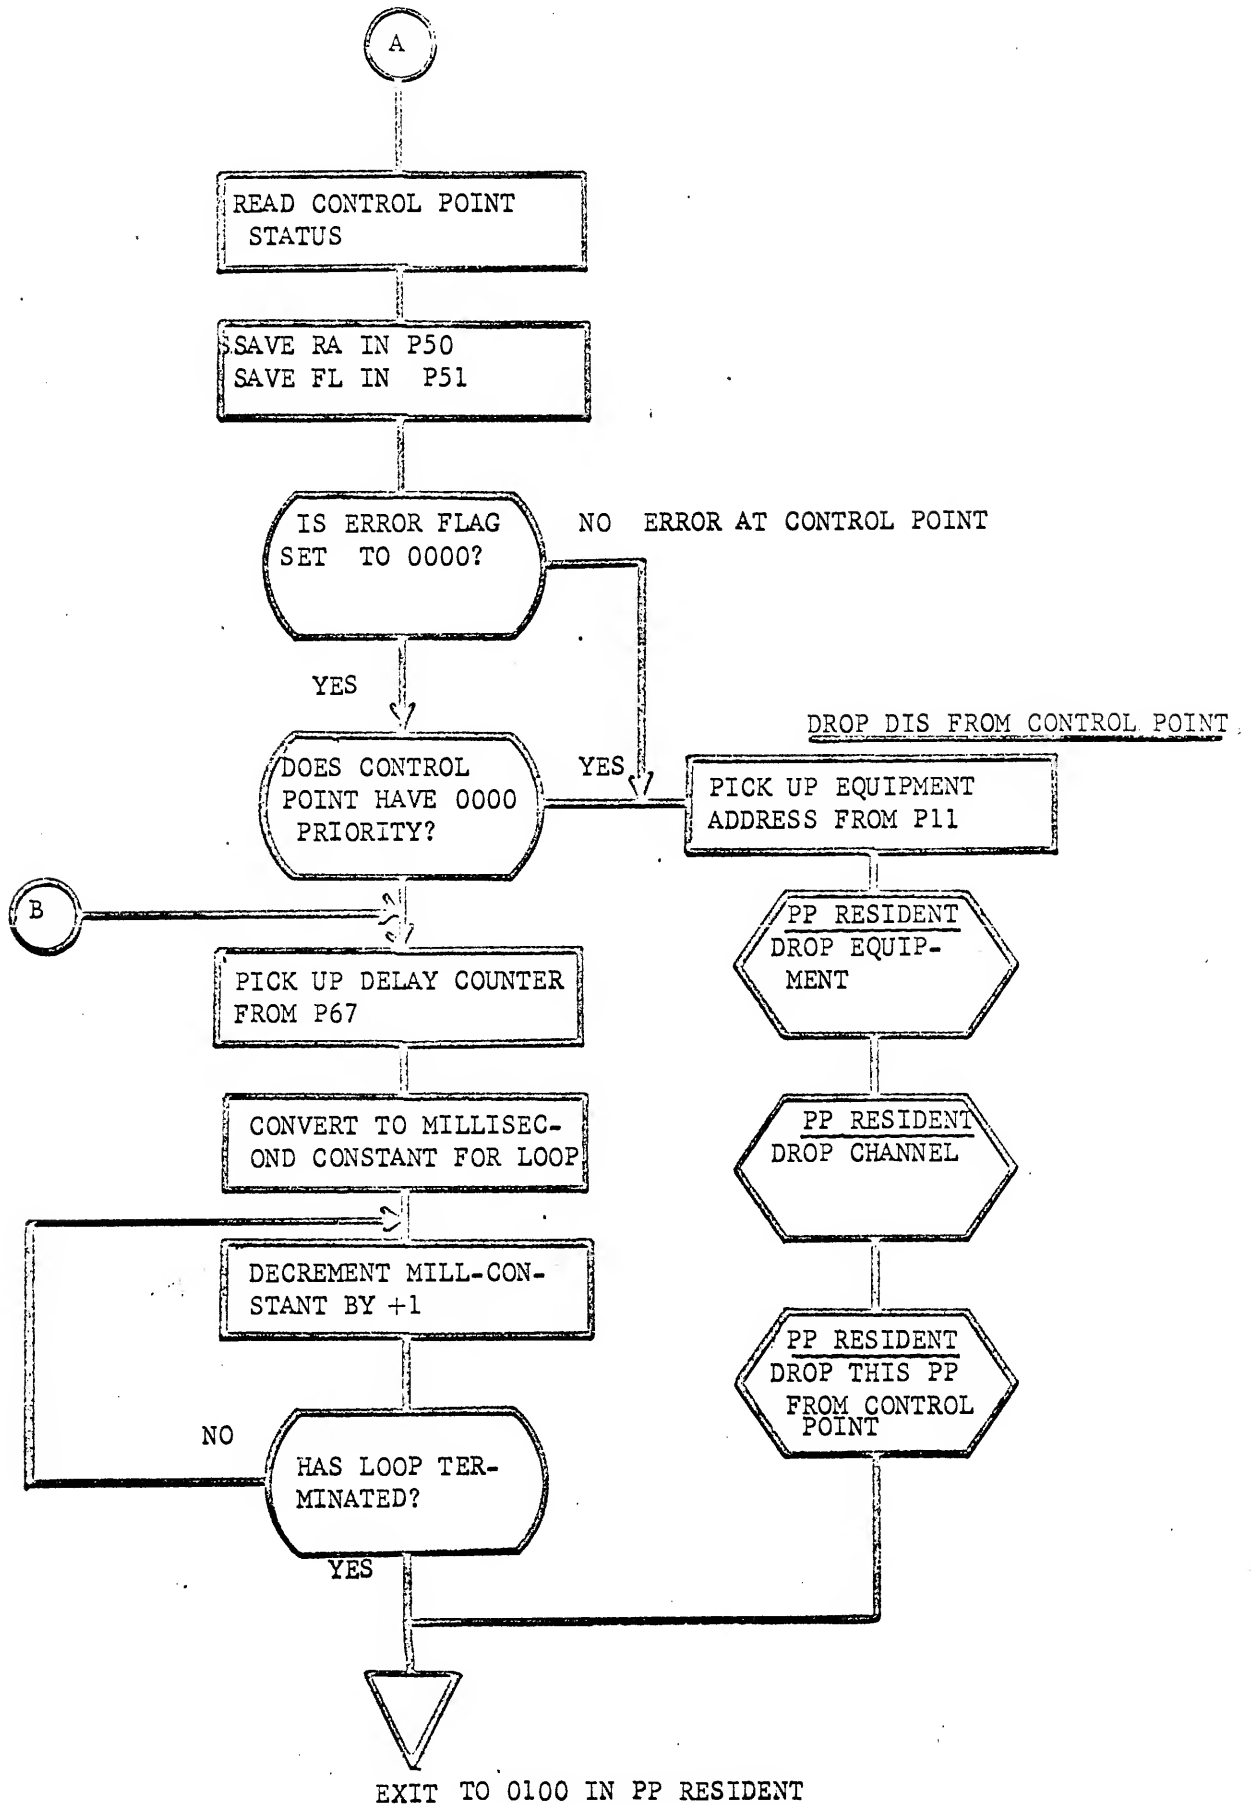 A
READ CONTROL POINT
STATUS
SSAVE RA IN P50
SAVE FL IN P51
IS ERROR FLAG
SET TO 0000?
NO ERROR AT CONTROL POINT
YES
DROP DIS FROM CONTROL POINT
DOES CONTROL
POINT HAVE 0000
PRIORITY?
YES
PICK UP EQUIPMENT
ADDRESS FROM P11
B
PP RESIDENT
DROP EQUIP-
MENT
PICK UP DELAY COUNTER
FROM P67
CONVERT TO MILLISEC-
OND CONSTANT FOR LOOP
PP RESIDENT
DROP CHANNEL
DECREMENT MILL-CON-
STANT BY +1
PP RESIDENT
DROP THIS PP
FROM CONTROL
POINT
NO
HAS LOOP TER-
MINATED?
YES
EXIT TO 0100 IN PP RESIDENT